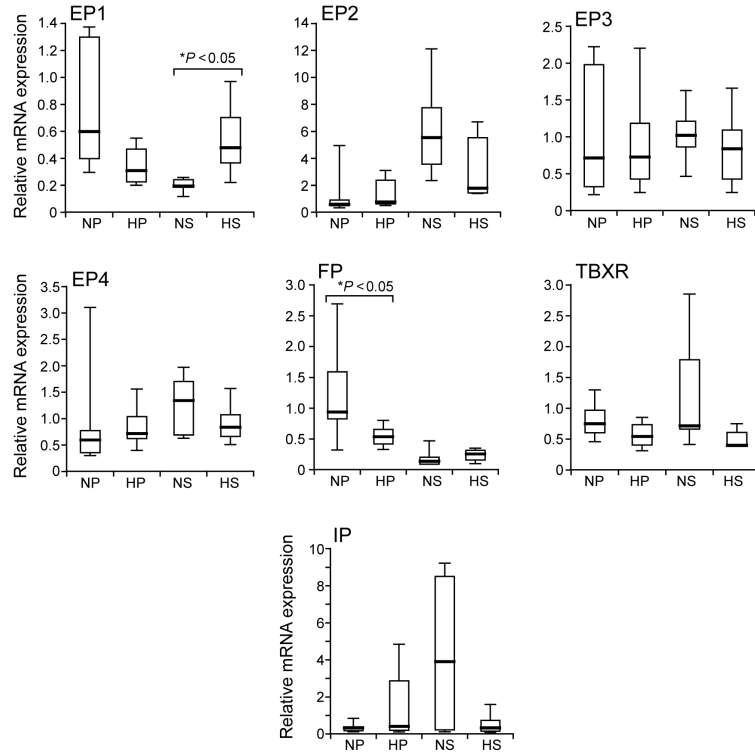 EP1
Relative mRNA expression
1.4
1.2
1.0
0.8
0.6
0.4
0.2
0
*P < 0.05
NP HP NS HS
EP2
14
12
10
8
6
4
2
0
NP HP NS HS
EP3
2.5
2.0
1.5
1.0
0.5
0
NP HP NS HS
EP4
Relative mRNA expression
3.5
3.0
2.5
2.0
1.5
1.0
0.5
0
NP HP NS HS
FP
3.0
2.5
2.0
1.5
1.0
0.5
0
*P < 0.05
NP HP NS HS
TBXR
3.0
2.5
2.0
1.5
1.0
0.5
0
NP HP NS HS
IP
Relative mRNA expression
10
8
6
4
2
0
NP HP NS HS